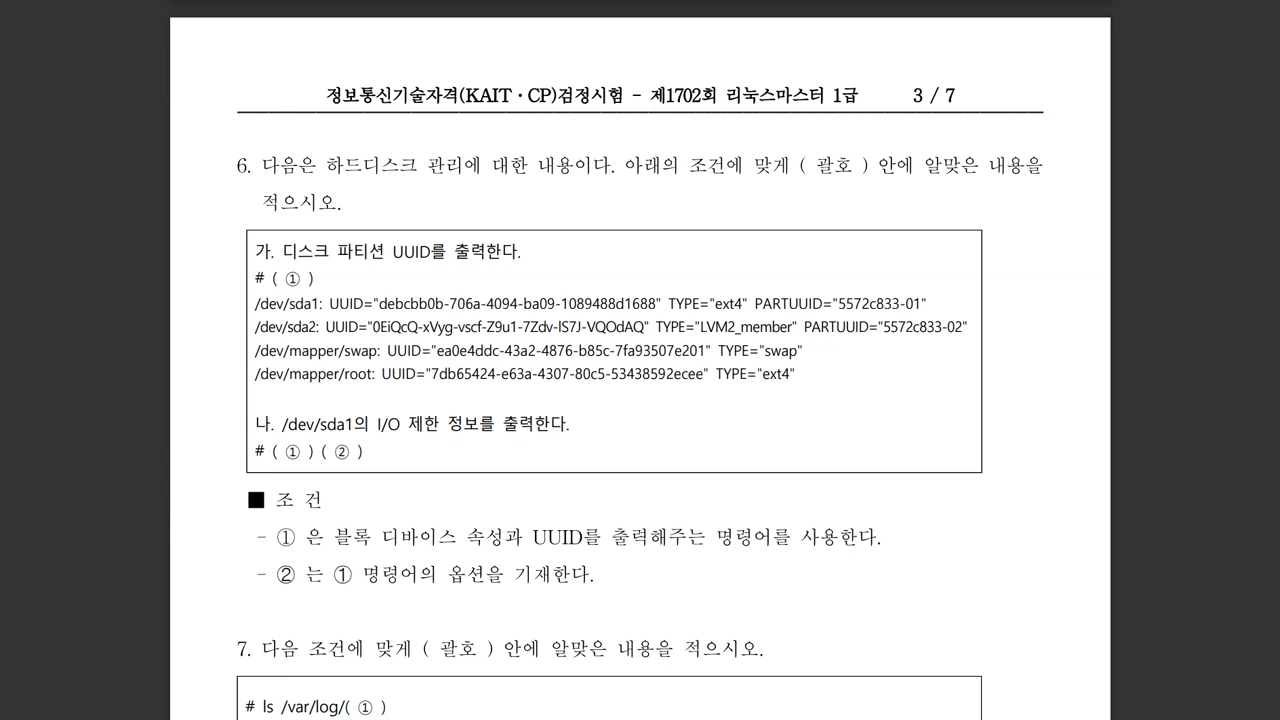 정보통신기술자격(KAIT・CP)검정시험 - 제1702회 리눅스마스터 1급 3 / 7
6. 다음은 하드디스크 관리에 대한 내용이다. 아래의 조건에 맞게 ( 괄호 ) 안에 알맞은 내용을
적으시오.
가. 디스크 파티션 UUID를 출력한다.
# ( ① )
/dev/sda1: UUID="debcbb0b-706a-4094-ba09-1089488d1688" TYPE="ext4" PARTUUID="5572c833-01"
/dev/sda2: UUID="0EiQcQ-xVyg-vscf-Z9u1-7Zdv-lS7J-VQOdAQ" TYPE="LVM2_member" PARTUUID="5572c833-02"
/dev/mapper/swap: UUID="ea0e4ddc-43a2-4876-b85c-7fa93507e201" TYPE="swap"
/dev/mapper/root: UUID="7db65424-e63a-4307-80c5-53438592ecee" TYPE="ext4"
나. /dev/sda1의 I/O 제한 정보를 출력한다.
# ( ① ) ( ② )
■ 조 건
- ① 은 블록 디바이스 속성과 UUID를 출력해주는 명령어를 사용한다.
- ② 는 ① 명령어의 옵션을 기재한다.
7. 다음 조건에 맞게 ( 괄호 ) 안에 알맞은 내용을 적으시오.
# ls /var/log/( ① )